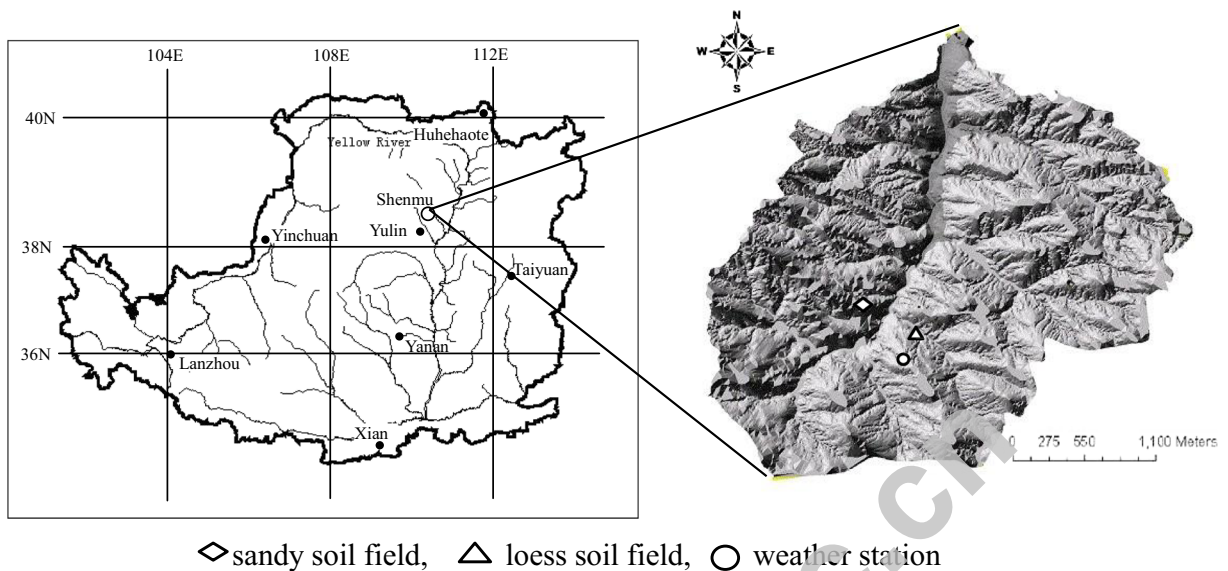 N
W E
S
104E 108E 112E
40N
Huhehaote
Yellow River
Shenmu
Yulin
38N
Yinchuan
Taiyuan
36N
Yanan
Lanzhou
Xian
0 275 550 1,100 Meters
sandy soil field, loess soil field, weather station